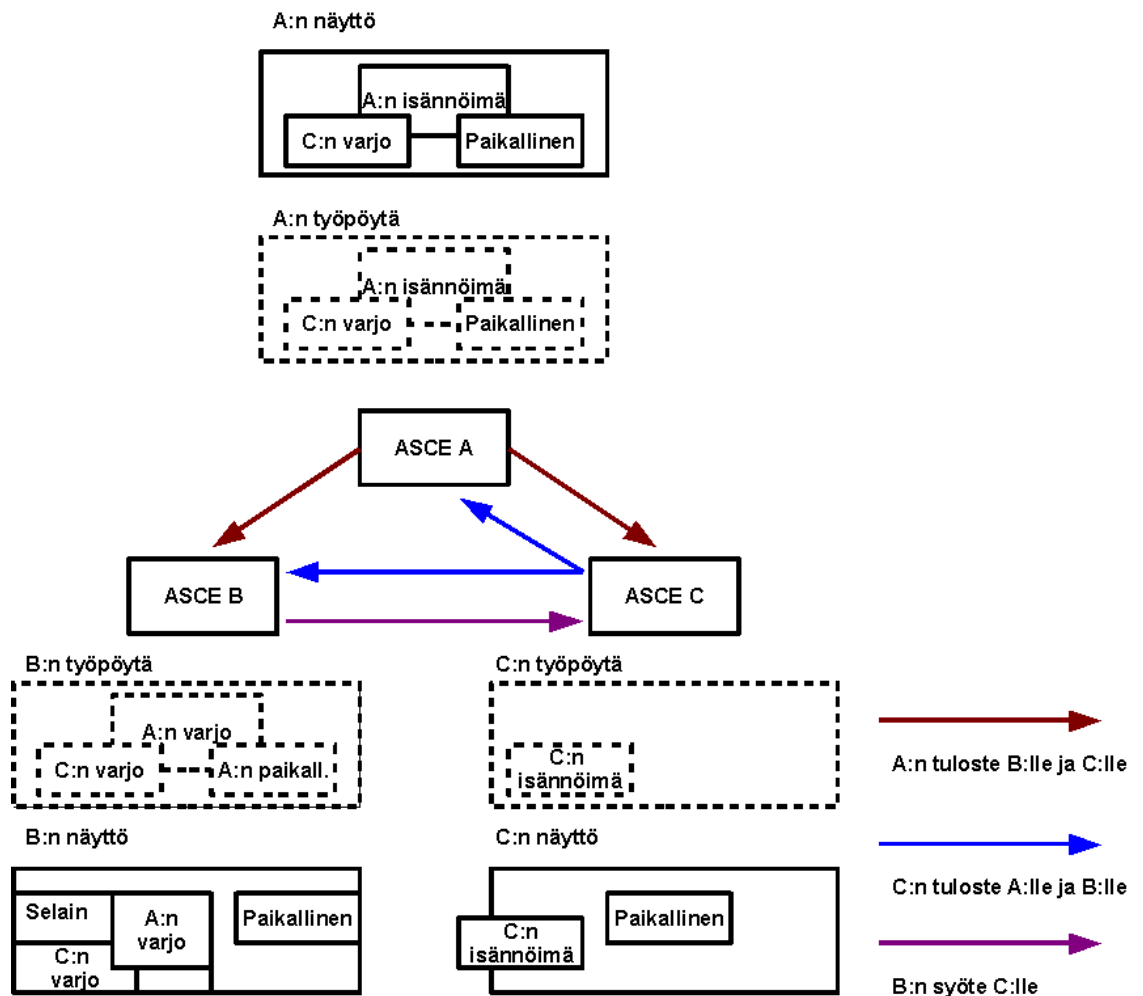 A:n näyttö
A:n isännöimä
C:n varjo
Paikallinen
A:n työpöytä
A:n isännöimä
C:n varjo
Paikallinen
ASCE A
ASCE B
ASCE C
B:n työpöytä
A:n varjo
C:n varjo
A:n paikall.
C:n työpöytä
C:n
isännöimä
B:n näyttö
Selain
A:n
varjo
Paikallinen
C:n
varjo
C:n näyttö
Paikallinen
C:n
isännöimä
A:n tuloste B:lle ja C:lle
C:n tuloste A:lle ja B:lle
B:n syöte C:lle